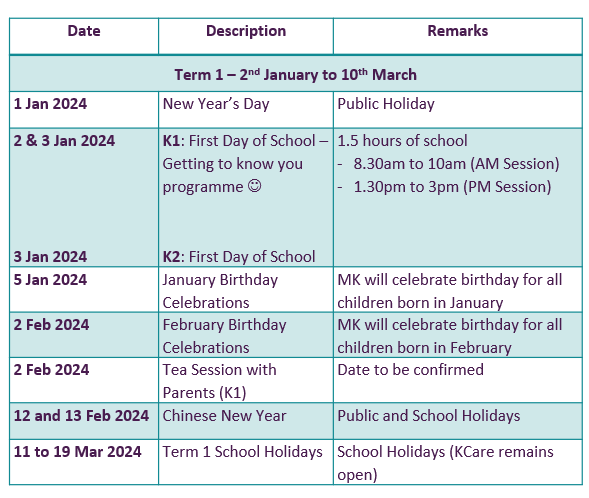 Date Description Remarks
Term 1 – 2nd January to 10th March
1 Jan 2024 New Year’s Day Public Holiday
2 & 3 Jan 2024 K1: First Day of School – 1.5 hours of school
Getting to know you - 8.30am to 10am (AM Session)
programme ☺ - 1.30pm to 3pm (PM Session)
3 Jan 2024 K2: First Day of School
5 Jan 2024 January Birthday MK will celebrate birthday for all
Celebrations children born in January
2 Feb 2024 February Birthday MK will celebrate birthday for all
Celebrations children born in February
2 Feb 2024 Tea Session with Date to be confirmed
Parents (K1)
12 and 13 Feb 2024 Chinese New Year Public and School Holidays
11 to 19 Mar 2024 Term 1 School Holidays School Holidays (KCare remains
open)